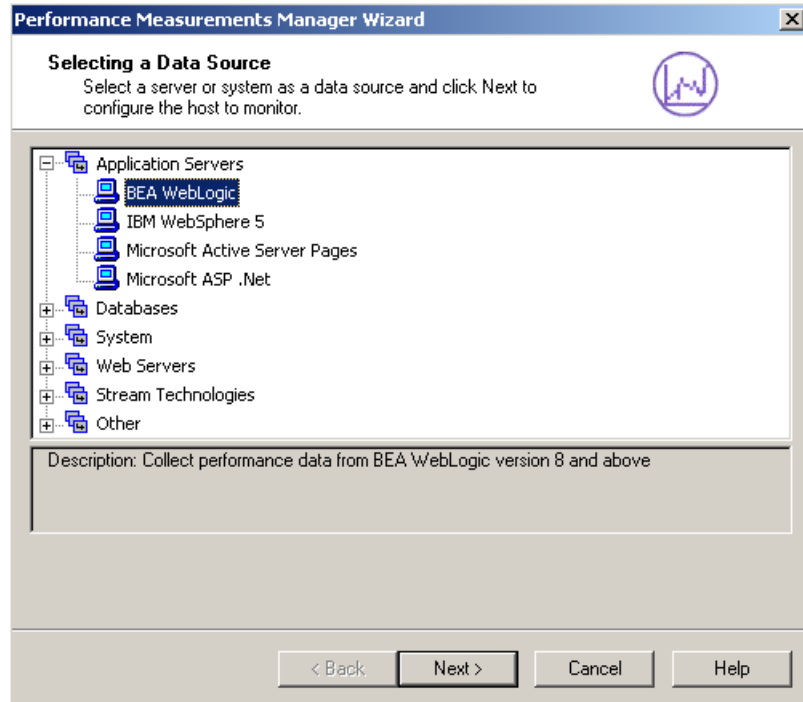 Performance Measurements Manager Wizard
Selecting a Data Source
Select a server or system as a data source and click Next to
configure the host to monitor.
Application Servers
BEA WebLogic
IBM WebSphere 5
Microsoft Active Server Pages
Microsoft ASP .Net
Databases
System
Web Servers
Stream Technologies
Other
Description: Collect performance data from BEA WebLogic version 8 and above
< Back Next > Cancel Help